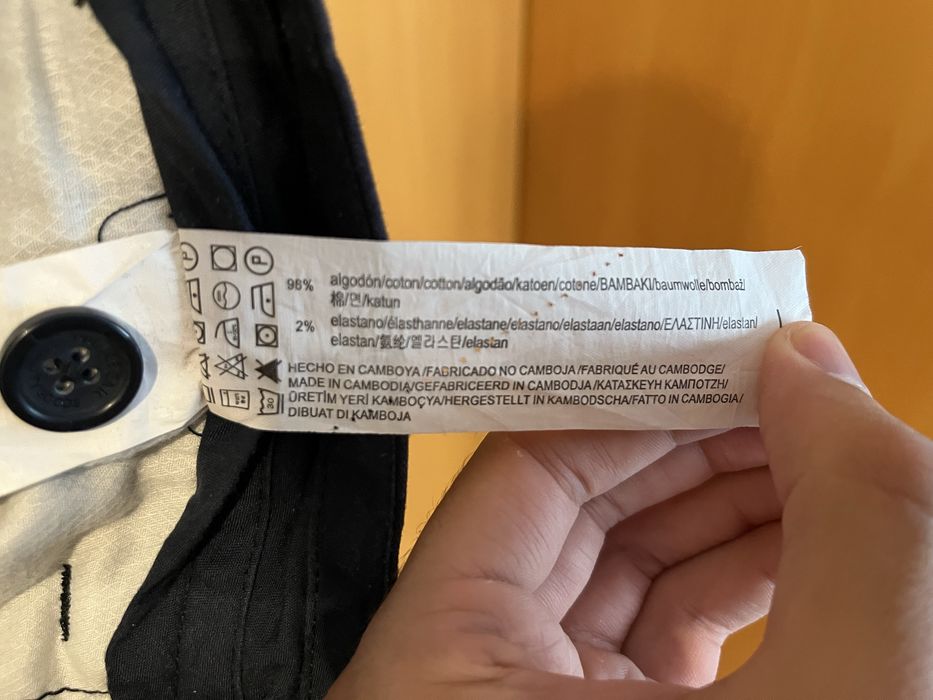 98% algodón/coton/cotton/algodão/katoen/cotone/BAMBAKI/baumwolle/bombaž/
棉/면/katun
2% elastano/élasthanne/elastane/elastano/elastaan/elastano/ΕΛΑΣΤΙΝΗ/elastan/
elastan/氨纶/엘라스탄/elastan
HECHO EN CAMBOYA/FABRICADO NO CAMBOJA/FABRIQUÉ AU CAMBODGE/
MADE IN CAMBODIA/GEFABRICEERD IN CAMBODJA/ΚΑΤΑΣΚΕΥΗ ΚΑΜΠΟΤΖΗ/
ÜRETİM YERİ KAMBOÇYA/HERGESTELLT IN KAMBODSCHA/FATTO IN CAMBOGIA/
DIBUAT DI KAMBOJA
P
P
30